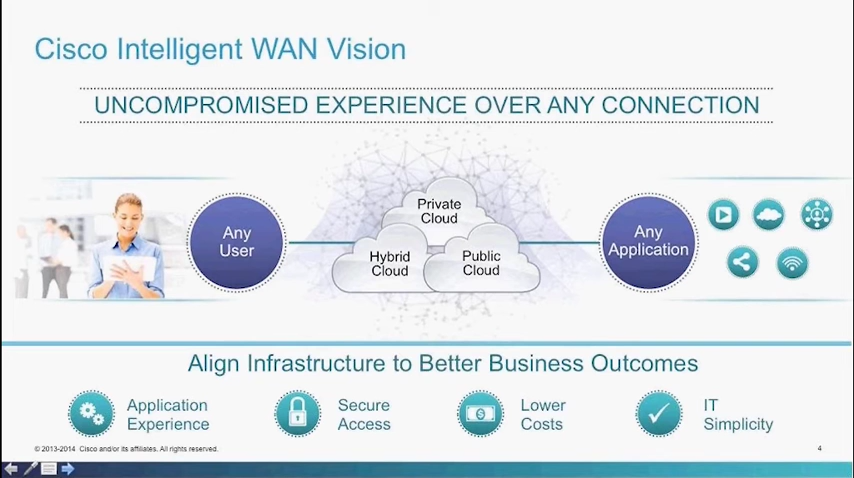 Cisco Intelligent WAN Vision
UNCOMPROMISED EXPERIENCE OVER ANY CONNECTION
Any
User
Private
Cloud
Hybrid
Cloud
Public
Cloud
Any
Application
Align Infrastructure to Better Business Outcomes
Application
Experience
Secure
Access
Lower
Costs
IT
Simplicity
© 2013-2014 Cisco and/or its affiliates. All rights reserved.
4